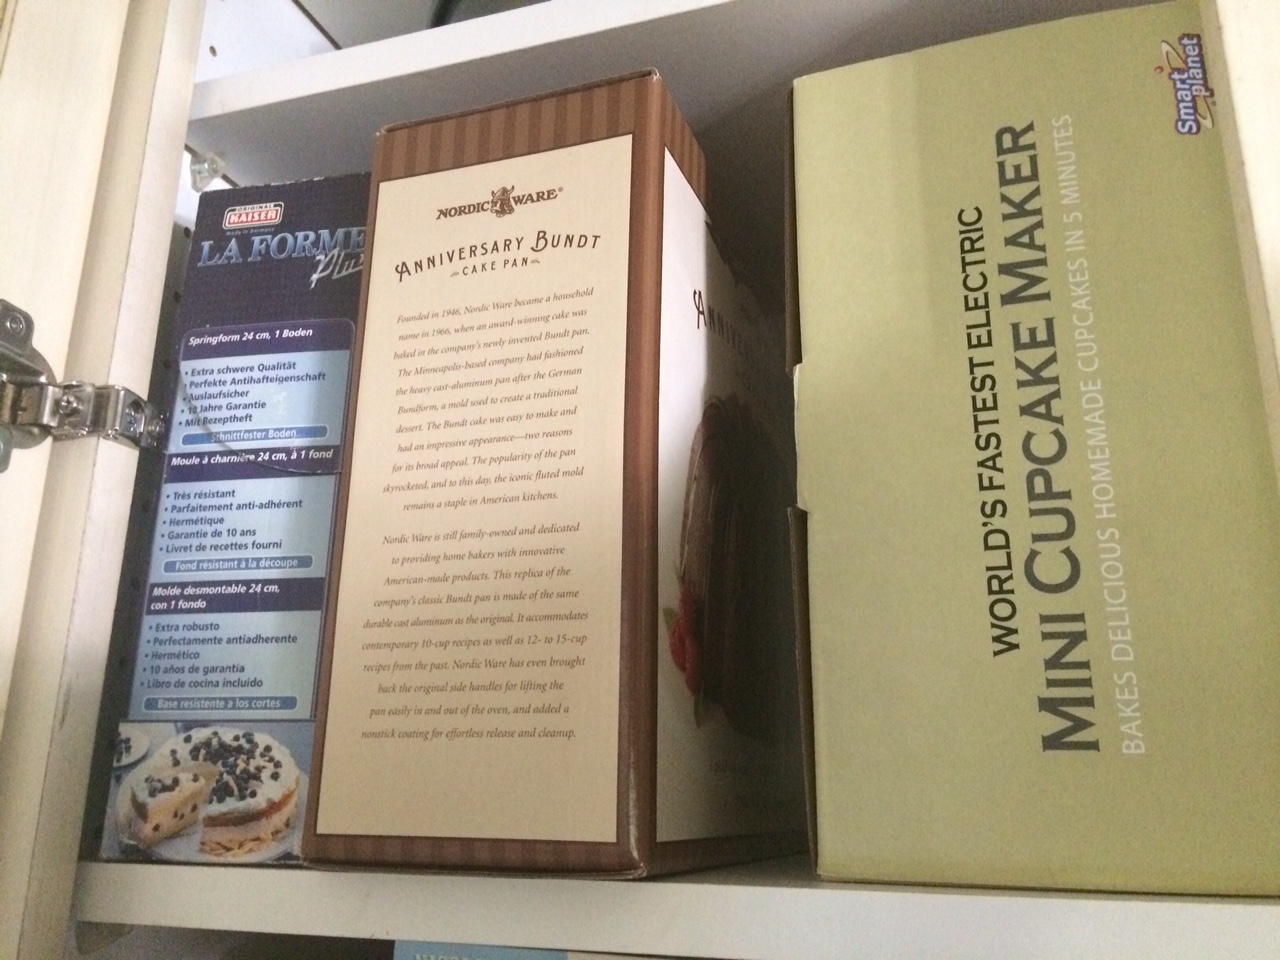 ORIGINAL
KAISER
made in Germany
LA FORME
Plus
Springform 24 cm, 1 Boden
• Extra schwere Qualität
• Perfekte Antihafteigenschaft
• Auslaufsicher
• 10 Jahre Garantie
• Mit Rezeptheft
Schnittfester Boden
Moule à charnière 24 cm, à 1 fond
• Très résistant
• Parfaitement anti-adhérent
• Hermétique
• Garantie de 10 ans
• Livret de recettes fourni
Fond résistant à la découpe
Molde desmontable 24 cm,
con 1 fondo
• Extra robusto
• Perfectamente antiadherente
• Hermético
• 10 años de garantía
• Libro de cocina incluido
Base resistente a los cortes
NORDIC WARE®
ANNIVERSARY BUNDT
CAKE PAN
Founded in 1946, Nordic Ware became a household
name in 1966, when an award-winning cake was
baked in the company's newly invented Bundt pan.
The Minneapolis-based company had fashioned
the heavy cast-aluminum pan after the German
Bundform, a mold used to create a traditional
dessert. The Bundt cake was easy to make and
had an impressive appearance—two reasons
for its broad appeal. The popularity of the pan
skyrocketed, and to this day, the iconic fluted mold
remains a staple in American kitchens.
Nordic Ware is still family-owned and dedicated
to providing home bakers with innovative
American-made products. This replica of the
company's classic Bundt pan is made of the same
durable cast aluminum as the original. It accommodates
contemporary 10-cup recipes as well as 12- to 15-cup
recipes from the past. Nordic Ware has even brought
back the original side handles for lifting the
pan easily in and out of the oven, and added a
nonstick coating for effortless release and cleanup.
WORLD'S FASTEST ELECTRIC
MINI CUPCAKE MAKER
BAKES DELICIOUS HOMEMADE CUPCAKES IN 5 MINUTES
Smart
planet